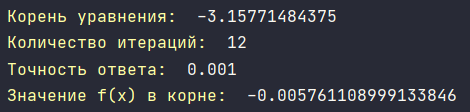 Корень уравнения:  -3.15771484375
Количество итераций:  12
Точность ответа:  0.001
Значение f(x) в корне:  -0.005761108999133846